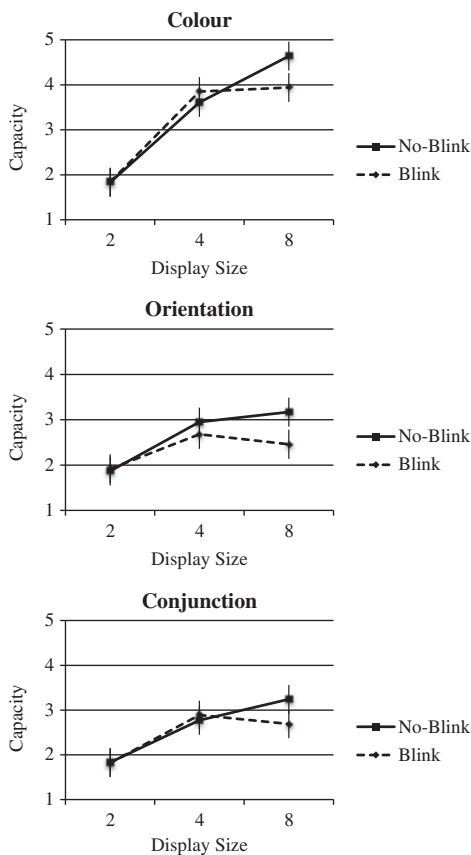 Colour
5
4
3
2
1
Capacity
2 4 8
Display Size
No-Blink
Blink
Orientation
5
4
3
2
1
Capacity
2 4 8
Display Size
No-Blink
Blink
Conjunction
5
4
3
2
1
Capacity
2 4 8
Display Size
No-Blink
Blink